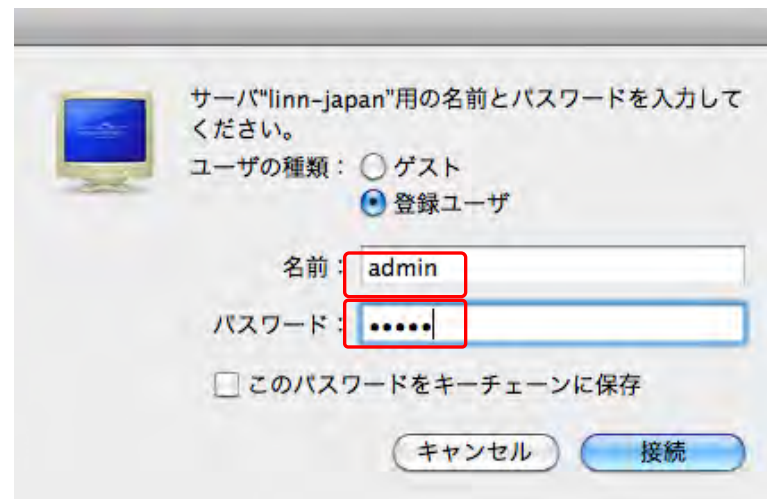 サーバ“linn-japan”用の名前とパスワードを入力して
ください。
ユーザの種類： ゲスト
登録ユーザ
名前： admin
パスワード： •••••
このパスワードをキーチェーンに保存
キャンセル 接続